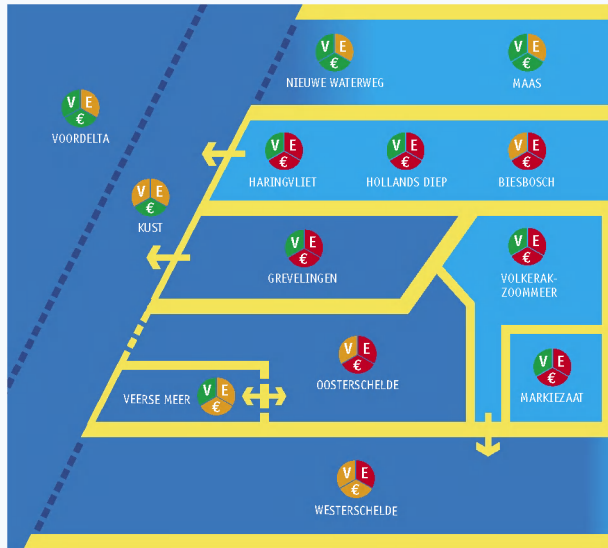 V E
€
NIEUWE WATERWEG
V E
€
MAAS
V E
€
VOORDELTA
V E
€
HARINGVLIET
V E
€
HOLLANDS DIEP
V E
€
BIESBOSCH
V E
€
KUST
V E
€
GREVELINGEN
V E
€
VOLKERAK-
ZOOMMEER
V E
€
OOSTERSCHELDE
V E
€
MARKIEZAAT
VEERSE MEER
V E
€
V E
€
WESTERSCHELDE